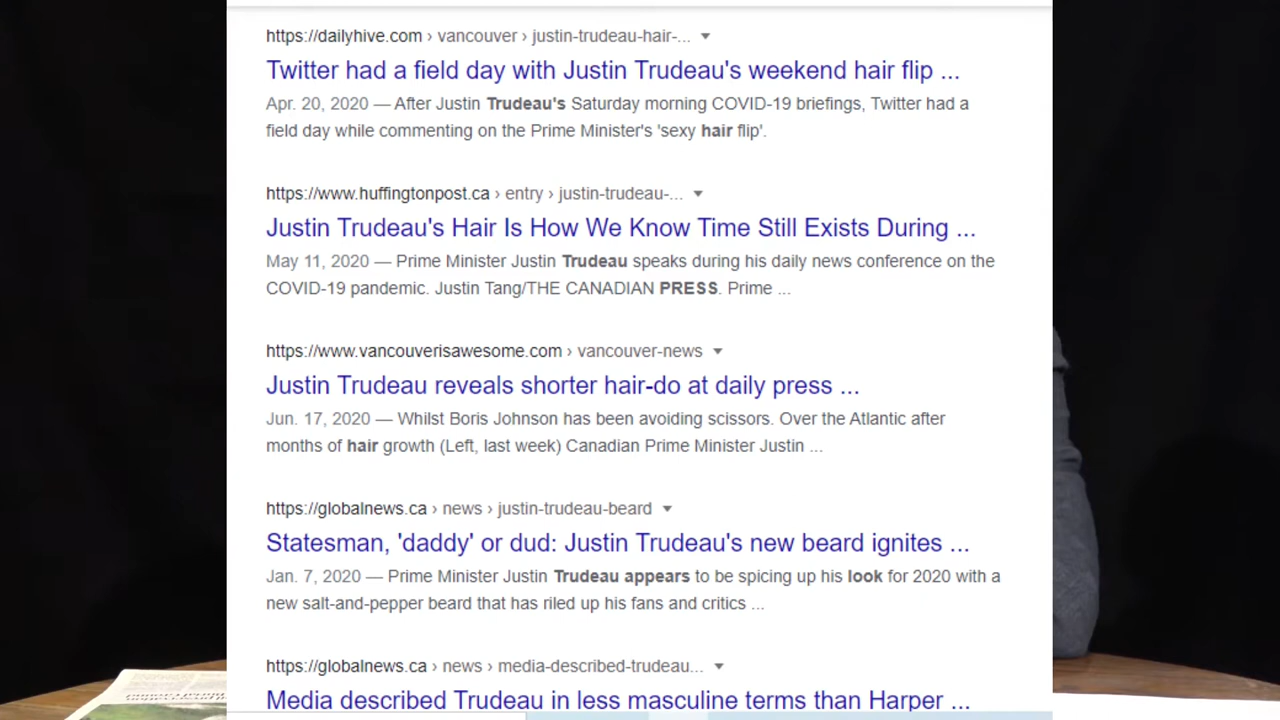 https://dailyhive.com › vancouver › justin-trudeau-hair-...
Twitter had a field day with Justin Trudeau's weekend hair flip ...
Apr. 20, 2020 — After Justin Trudeau's Saturday morning COVID-19 briefings, Twitter had a
field day while commenting on the Prime Minister's 'sexy hair flip'.
https://www.huffingtonpost.ca › entry › justin-trudeau-...
Justin Trudeau's Hair Is How We Know Time Still Exists During ...
May 11, 2020 — Prime Minister Justin Trudeau speaks during his daily news conference on the
COVID-19 pandemic. Justin Tang/THE CANADIAN PRESS. Prime ...
https://www.vancouverisawesome.com › vancouver-news
Justin Trudeau reveals shorter hair-do at daily press ...
Jun. 17, 2020 — Whilst Boris Johnson has been avoiding scissors. Over the Atlantic after
months of hair growth (Left, last week) Canadian Prime Minister Justin ...
https://globalnews.ca › news › justin-trudeau-beard
Statesman, 'daddy' or dud: Justin Trudeau's new beard ignites ...
Jan. 7, 2020 — Prime Minister Justin Trudeau appears to be spicing up his look for 2020 with a
new salt-and-pepper beard that has riled up his fans and critics ...
https://globalnews.ca › news › media-described-trudeau...
Media described Trudeau in less masculine terms than Harper ...